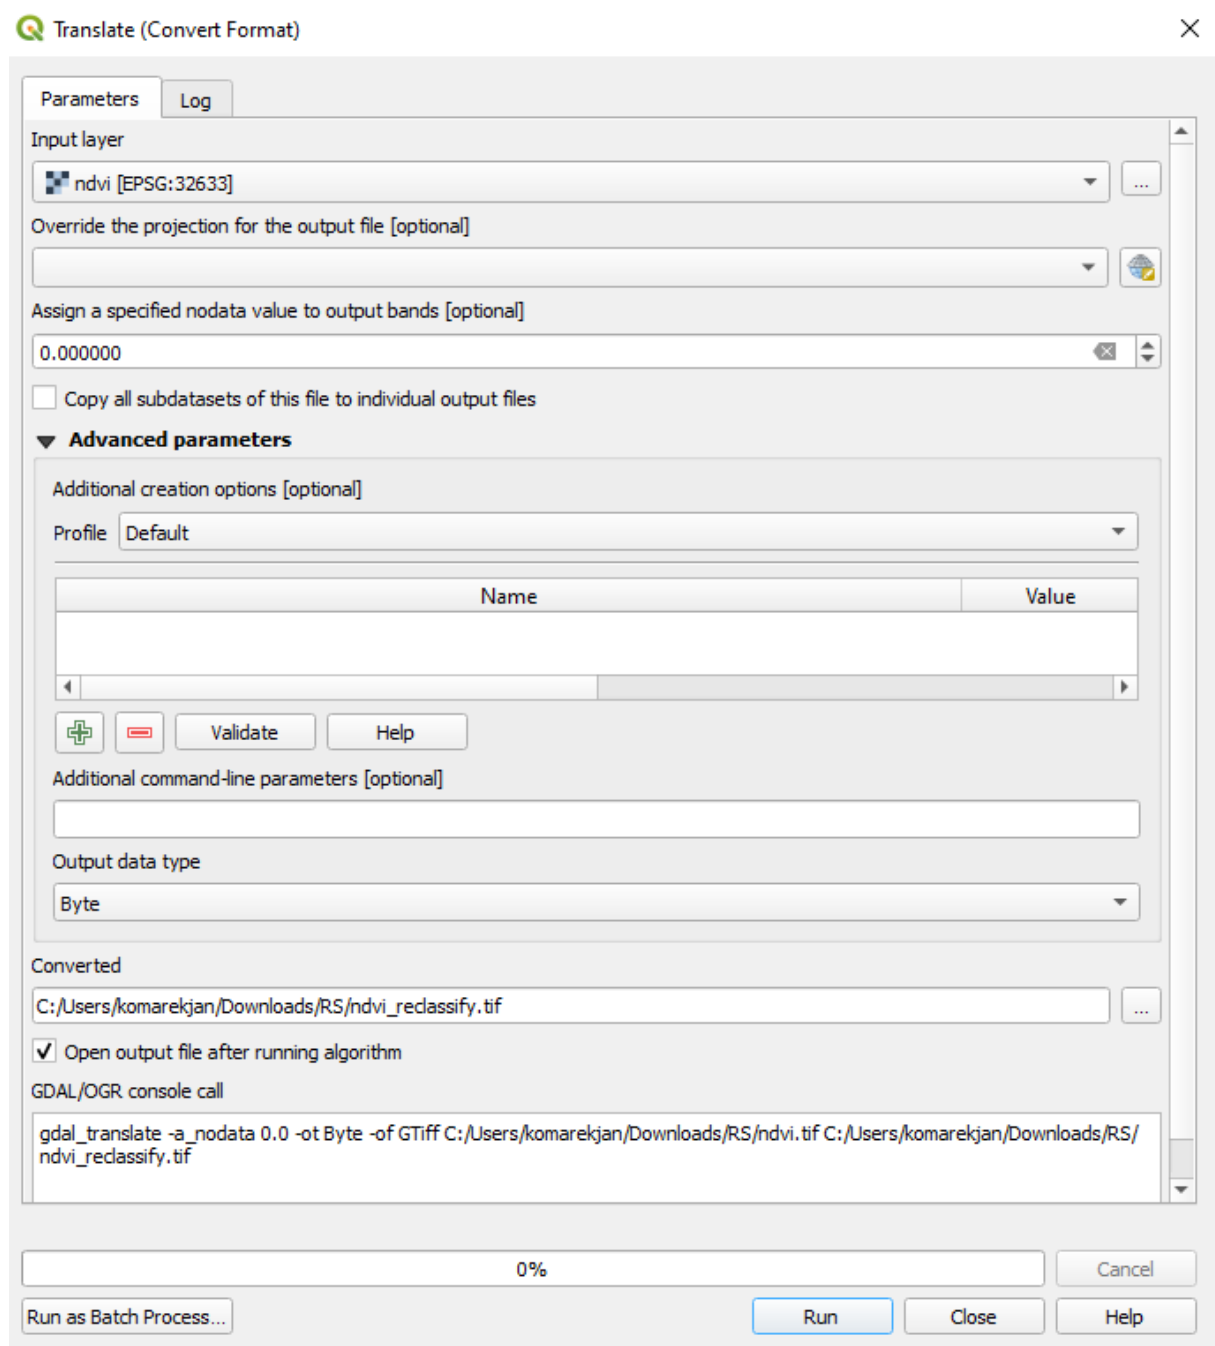 Translate (Convert Format)
Parameters
Log
Input layer
ndvi [EPSG:32633]
...
Override the projection for the output file [optional]
Assign a specified nodata value to output bands [optional]
0.000000
Copy all subdatasets of this file to individual output files
Advanced parameters
Additional creation options [optional]
Profile Default
Name Value
Validate
Help
Additional command-line parameters [optional]
Output data type
Byte
Converted
C:/Users/komarekjan/Downloads/RS/ndvi_reclassify.tif
...
Open output file after running algorithm
GDAL/OGR console call
gdal_translate -a_nodata 0.0 -ot Byte -of GTiff C:/Users/komarekjan/Downloads/RS/ndvi.tif C:/Users/komarekjan/Downloads/RS/
ndvi_reclassify.tif
0%
Cancel
Run as Batch Process...
Run
Close
Help